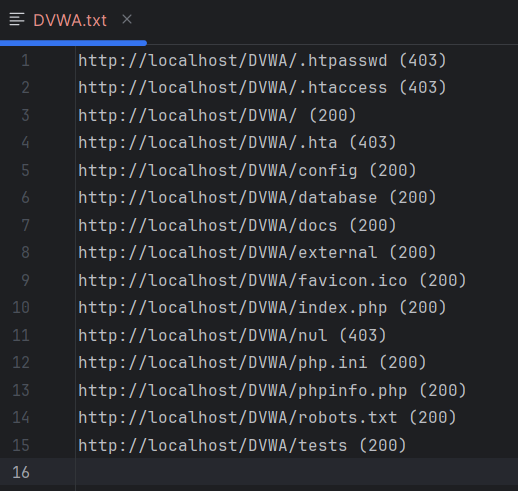 DVWA.txt
1 http://localhost/DVWA/.htpasswd (403)
2 http://localhost/DVWA/.htaccess (403)
3 http://localhost/DVWA/ (200)
4 http://localhost/DVWA/.hta (403)
5 http://localhost/DVWA/config (200)
6 http://localhost/DVWA/database (200)
7 http://localhost/DVWA/docs (200)
8 http://localhost/DVWA/external (200)
9 http://localhost/DVWA/favicon.ico (200)
10 http://localhost/DVWA/index.php (200)
11 http://localhost/DVWA/nul (403)
12 http://localhost/DVWA/php.ini (200)
13 http://localhost/DVWA/phpinfo.php (200)
14 http://localhost/DVWA/robots.txt (200)
15 http://localhost/DVWA/tests (200)
16